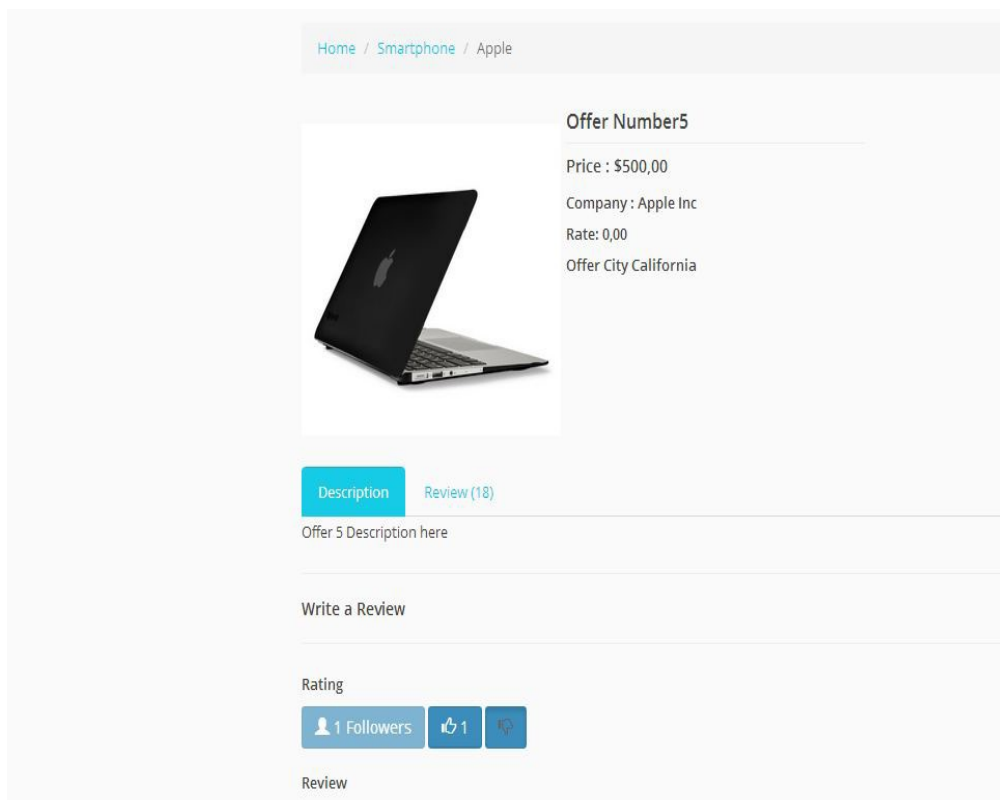 Home / Smartphone / Apple
Offer Number5
Price : $500,00
Company : Apple Inc
Rate: 0,00
Offer City California
Description Review (18)
Offer 5 Description here
Write a Review
Rating
1 Followers 1
Review